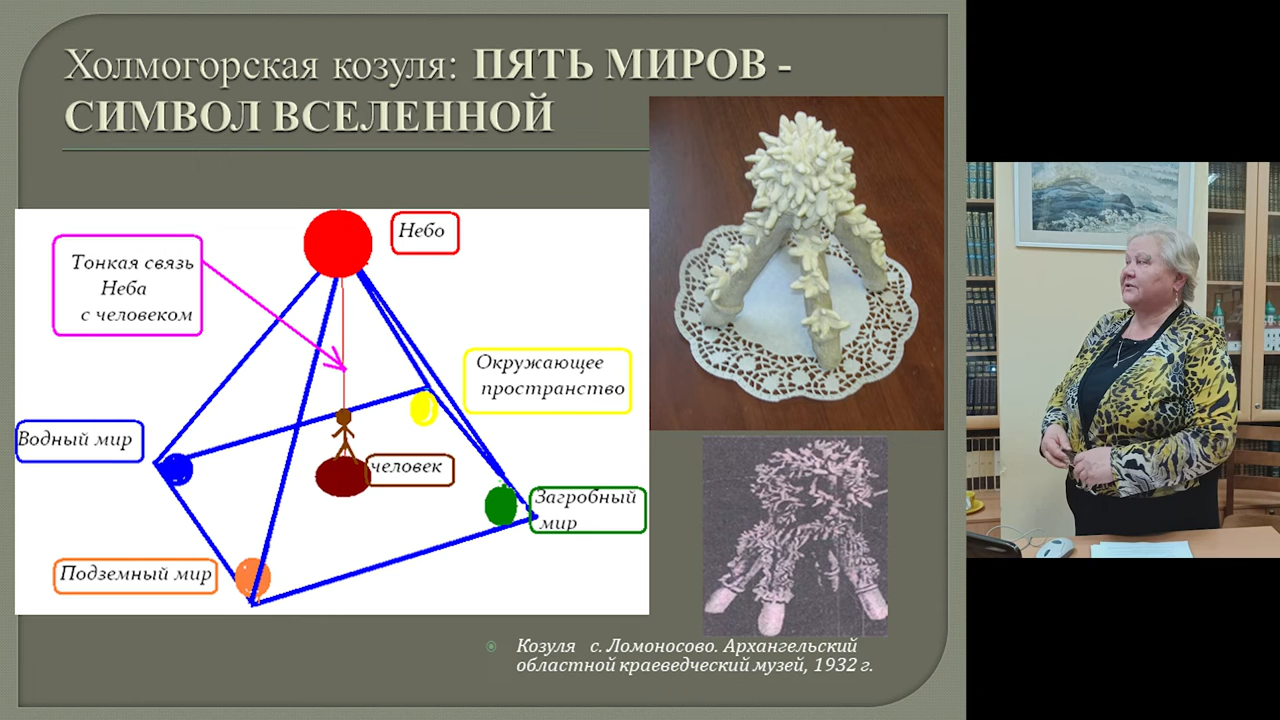 Холмогорская козуля: ПЯТЬ МИРОВ -
СИМВОЛ ВСЕЛЕННОЙ
Небо
Тонкая связь
Неба
с человеком
Окружающее
пространство
Водный мир
человек
Загробный
мир
Подземный мир
Козуля с. Ломоносово. Архангельский
областной краеведческий музей, 1932 г.